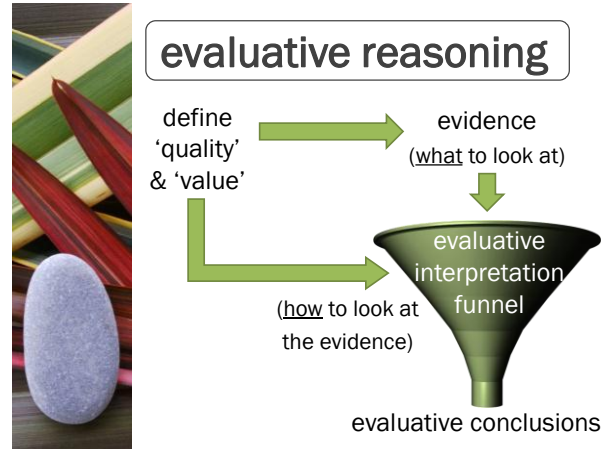 evaluative reasoning
define
‘quality’
& ‘value’
evidence
(what to look at)
evaluative
interpretation
funnel
(how to look at
the evidence)
evaluative conclusions